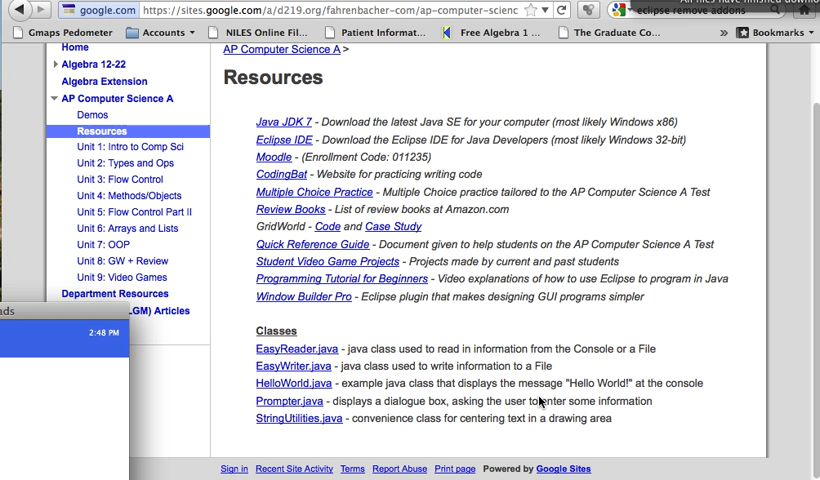 All files have finished downlo
google.com https://sites.google.com/a/d219.org/fahrenbacher-com/ap-computer-scienc eclipse remove addons
Gmaps Pedometer Accounts NILES Online Fil... Patient Informat... Free Algebra 1 ... The Graduate Co... » Bookmarks
Home
Algebra 12-22
Algebra Extension
AP Computer Science A
Demos
Resources
Unit 1: Intro to Comp Sci
Unit 2: Types and Ops
Unit 3: Flow Control
Unit 4: Methods/Objects
Unit 5: Flow Control Part II
Unit 6: Arrays and Lists
Unit 7: OOP
Unit 8: GW + Review
Unit 9: Video Games
Department Resources
LGM) Articles
ads
2:48 PM
AP Computer Science A >
Resources
Java JDK 7 - Download the latest Java SE for your computer (most likely Windows x86)
Eclipse IDE - Download the Eclipse IDE for Java Developers (most likely Windows 32-bit)
Moodle - (Enrollment Code: 011235)
CodingBat - Website for practicing writing code
Multiple Choice Practice - Multiple Choice practice tailored to the AP Computer Science A Test
Review Books - List of review books at Amazon.com
GridWorld - Code and Case Study
Quick Reference Guide - Document given to help students on the AP Computer Science A Test
Student Video Game Projects - Projects made by current and past students
Programming Tutorial for Beginners - Video explanations of how to use Eclipse to program in Java
Window Builder Pro - Eclipse plugin that makes designing GUI programs simpler
Classes
EasyReader.java - java class used to read in information from the Console or a File
EasyWriter.java - java class used to write information to a File
HelloWorld.java - example java class that displays the message "Hello World!" at the console
Prompter.java - displays a dialogue box, asking the user to enter some information
StringUtilities.java - convenience class for centering text in a drawing area
Sign in Recent Site Activity Terms Report Abuse Print page Powered by Google Sites